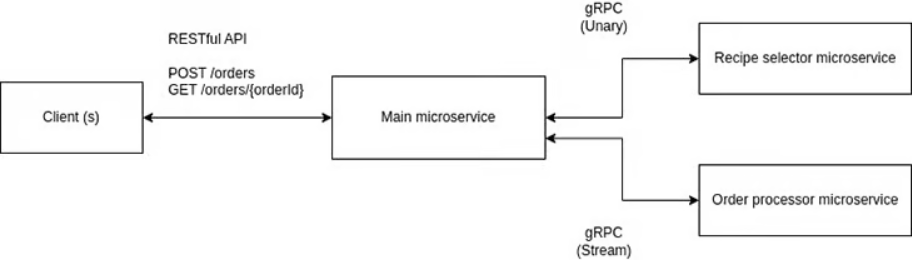 RESTful API
POST /orders
GET /orders/{orderId}
Client (s)
Main microservice
gRPC
(Unary)
Recipe selector microservice
Order processor microservice
gRPC
(Stream)